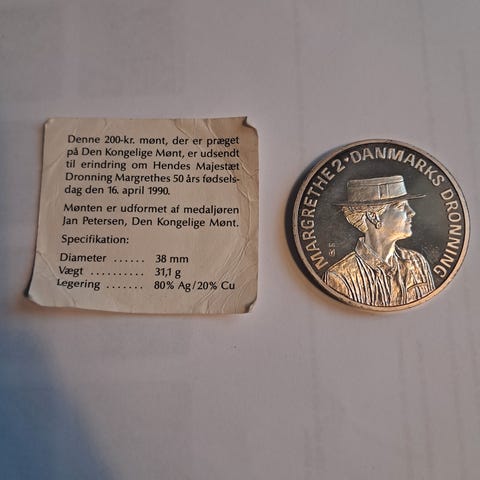 Denne 200-kr. mønt, der er præget
på Den Kongelige Mønt, er udsendt
til erindring om Hendes Majestæt
Dronning Margrethes 50 års fødsels-
dag den 16. april 1990.
Mønten er udformet af medaljøren
Jan Petersen, Den Kongelige Mønt.
Specifikation:
Diameter ...... 38 mm
Vægt .......... 31,1 g
Legering ....... 80% Ag/20% Cu
MARGRETHE 2 · DANMARKS DRONNING